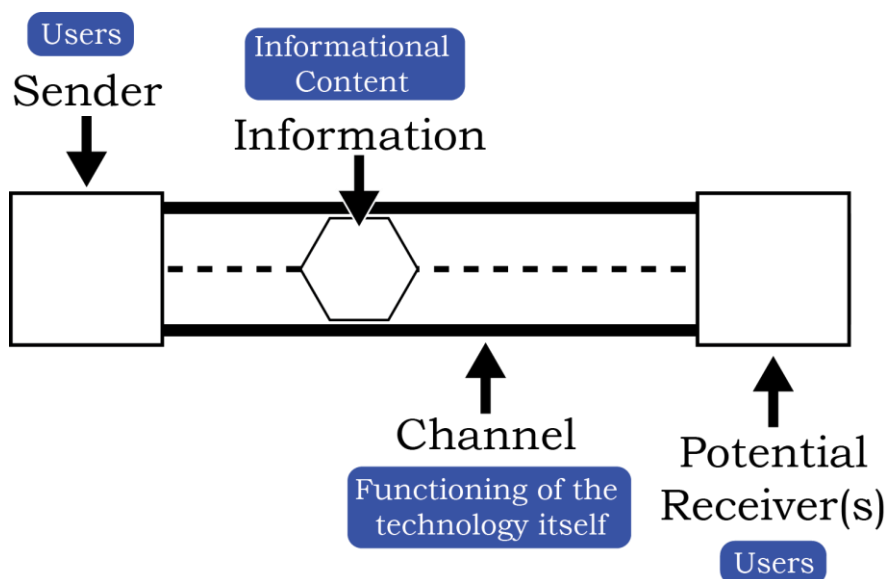 Users
Sender
Informational
Content
Information
Channel
Functioning of the
technology itself
Potential
Receiver(s)
Users